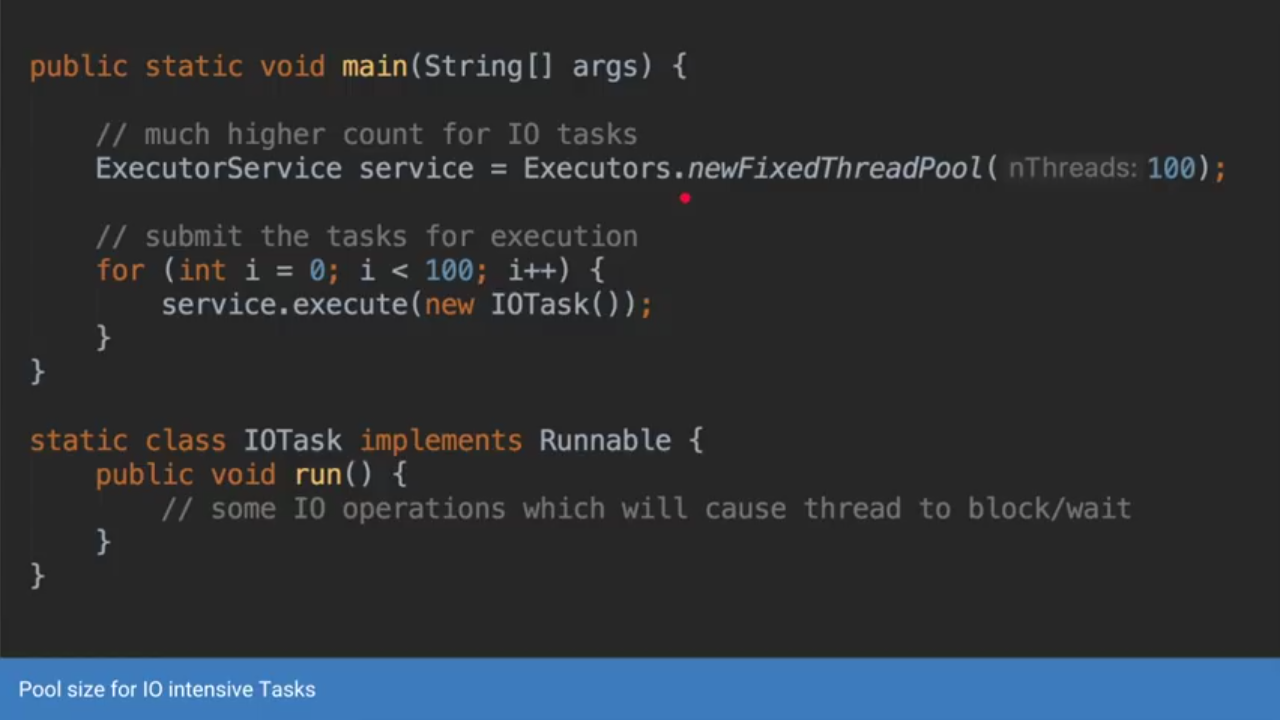 public static void main(String[] args) {
// much higher count for IO tasks
ExecutorService service = Executors.newFixedThreadPool( nThreads: 100);
// submit the tasks for execution
for (int i = 0; i < 100; i++) {
service.execute(new IOTask());
}
}
static class IOTask implements Runnable {
public void run() {
// some IO operations which will cause thread to block/wait
}
}
Pool size for IO intensive Tasks